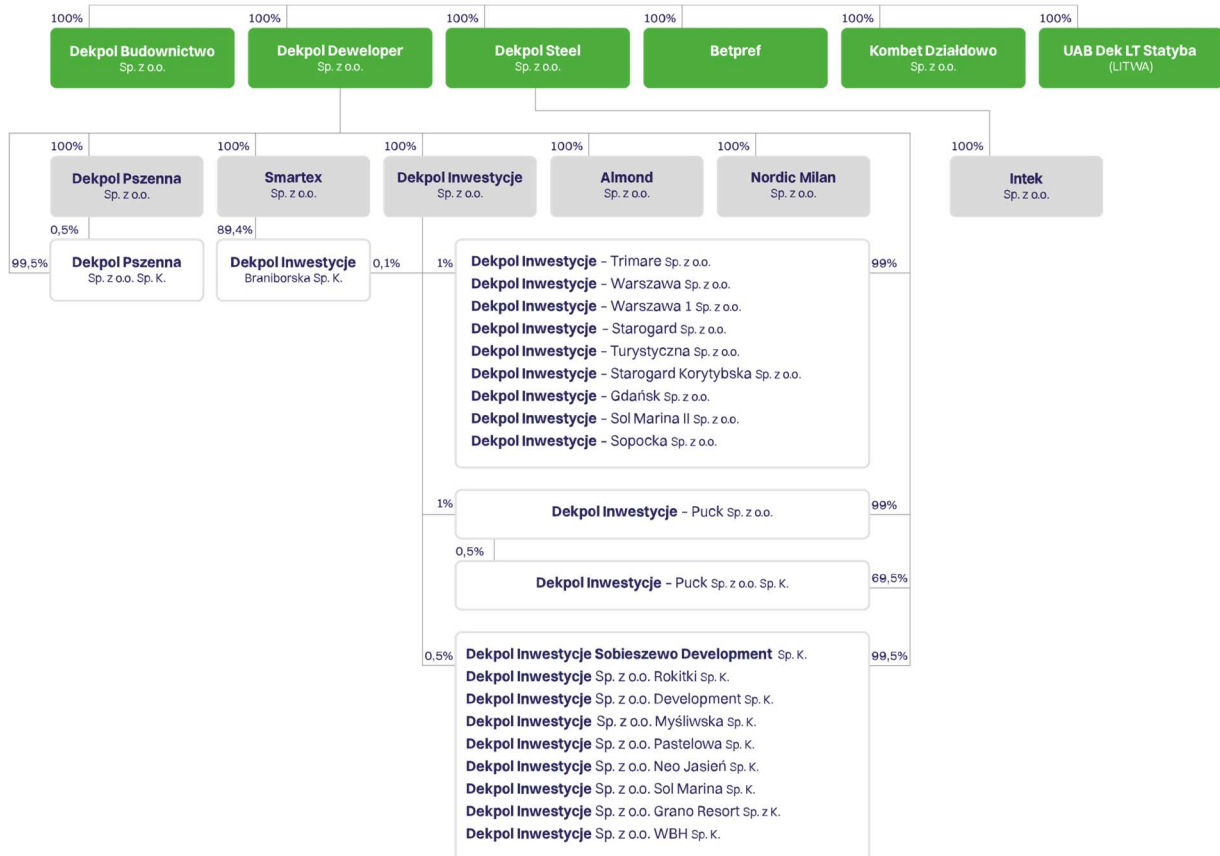 100% 100% 100% 100% 100% 100%
Dekpol Budownictwo
Sp. z o.o.
Dekpol Deweloper
Sp. z o.o.
Dekpol Steel
Sp. z o.o.
Betpref
Kombet Działdowo
Sp. z o.o.
UAB Dek LT Statyba
(LITWA)
100% 100% 100% 100% 100% 100%
Dekpol Pszenna
Sp. z o.o.
Smartex
Sp. z o.o.
Dekpol Inwestycje
Sp. z o.o.
Almond
Sp. z o.o.
Nordic Milan
Sp. z o.o.
Intek
Sp. z o.o.
0,5%
99,5%
Dekpol Pszenna
Sp. z o.o. Sp. K.
89,4%
Dekpol Inwestycje
Braniborska Sp. K.
0,1%
1%
99%
Dekpol Inwestycje – Trimare Sp. z o.o.
Dekpol Inwestycje – Warszawa Sp. z o.o.
Dekpol Inwestycje – Warszawa 1 Sp. z o.o.
Dekpol Inwestycje – Starogard Sp. z o.o.
Dekpol Inwestycje – Turystyczna Sp. z o.o.
Dekpol Inwestycje – Starogard Korytybska Sp. z o.o.
Dekpol Inwestycje – Gdańsk Sp. z o.o.
Dekpol Inwestycje – Sol Marina II Sp. z o.o.
Dekpol Inwestycje – Sopocka Sp. z o.o.
1%
Dekpol Inwestycje – Puck Sp. z o.o.
99%
0,5%
Dekpol Inwestycje – Puck Sp. z o.o. Sp. K.
69,5%
0,5%
99,5%
Dekpol Inwestycje Sobieszewo Development Sp. K.
Dekpol Inwestycje Sp. z o.o. Rokitki Sp. K.
Dekpol Inwestycje Sp. z o.o. Development Sp. K.
Dekpol Inwestycje Sp. z o.o. Myśliwska Sp. K.
Dekpol Inwestycje Sp. z o.o. Pastelowa Sp. K.
Dekpol Inwestycje Sp. z o.o. Neo Jasień Sp. K.
Dekpol Inwestycje Sp. z o.o. Sol Marina Sp. K.
Dekpol Inwestycje Sp. z o.o. Grano Resort Sp. z K.
Dekpol Inwestycje Sp. z o.o. WBH Sp. K.